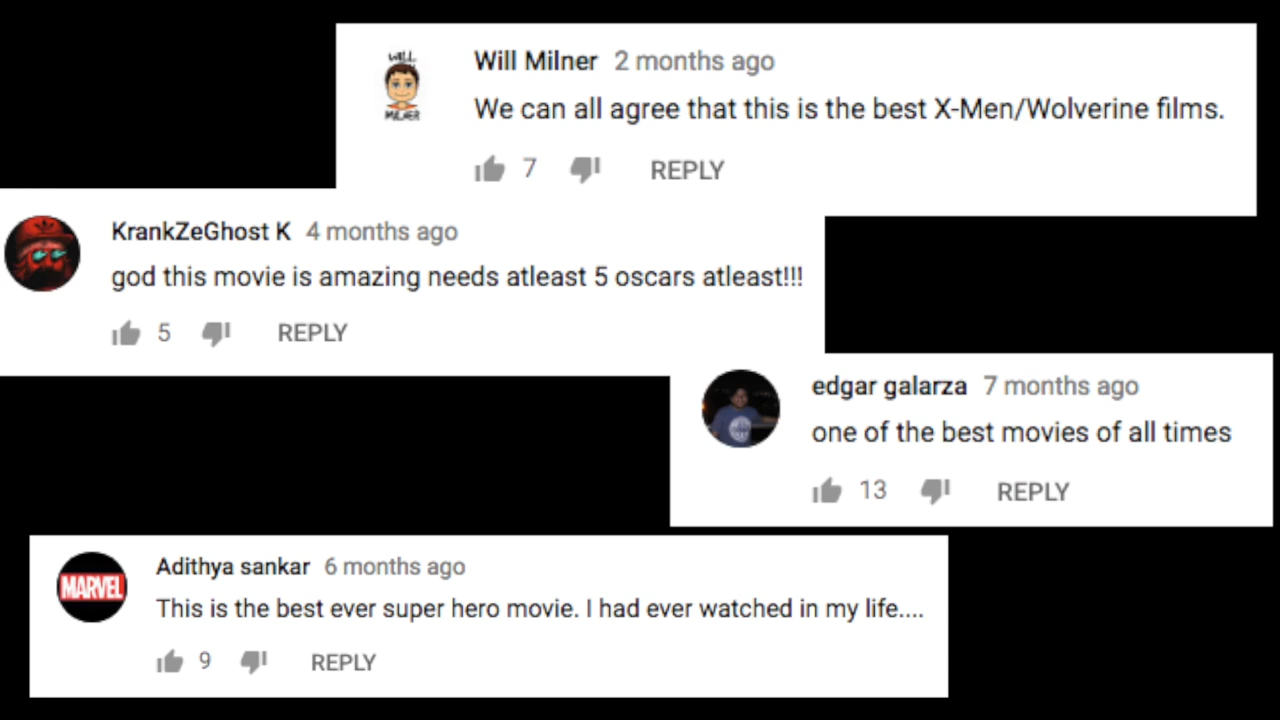 WILL
MILNER
Will Milner 2 months ago
We can all agree that this is the best X-Men/Wolverine films.
7 REPLY
KrankZeGhost K 4 months ago
god this movie is amazing needs atleast 5 oscars atleast!!!
5 REPLY
edgar galarza 7 months ago
one of the best movies of all times
13 REPLY
MARVEL
Adithya sankar 6 months ago
This is the best ever super hero movie. I had ever watched in my life....
9 REPLY